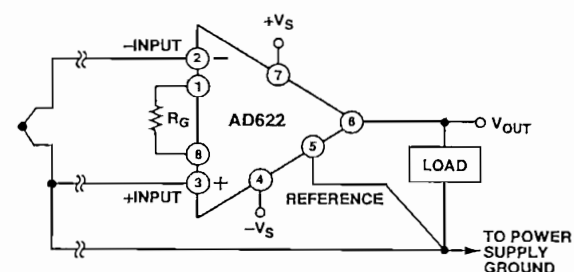 +VS
−INPUT
2
−
7
1
RG
AD622
6
VOUT
8
5
LOAD
3
+
4
+INPUT
REFERENCE
−VS
TO POWER
SUPPLY
GROUND